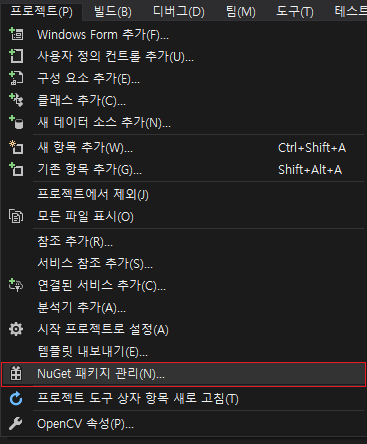 프로젝트(P) 빌드(B) 디버그(D) 팀(M) 도구(T) 테스트
Windows Form 추가(F)...
사용자 정의 컨트롤 추가(U)...
구성 요소 추가(E)...
클래스 추가(C)...
새 데이터 소스 추가(N)...
새 항목 추가(W)... Ctrl+Shift+A
기존 항목 추가(G)... Shift+Alt+A
프로젝트에서 제외(J)
모든 파일 표시(O)
참조 추가(R)...
서비스 참조 추가(S)...
연결된 서비스 추가(C)...
분석기 추가(A)...
시작 프로젝트로 설정(A)
템플릿 내보내기(E)...
NuGet 패키지 관리(N)...
프로젝트 도구 상자 항목 새로 고침(T)
OpenCV 속성(P)...